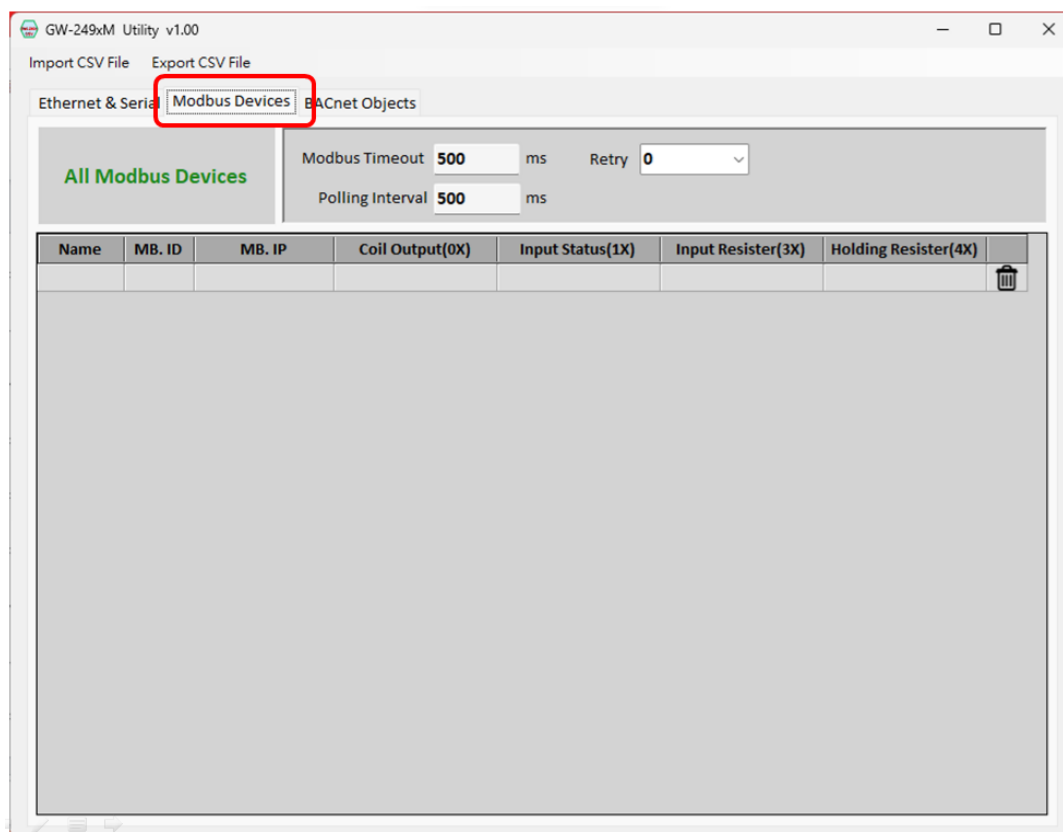 GW-249xM Utility v1.00
Import CSV File Export CSV File
Ethernet & Serial Modbus Devices BACnet Objects
All Modbus Devices
Modbus Timeout 500 ms Retry 0
Polling Interval 500 ms
Name MB. ID MB. IP Coil Output(0X) Input Status(1X) Input Resister(3X) Holding Resister(4X)